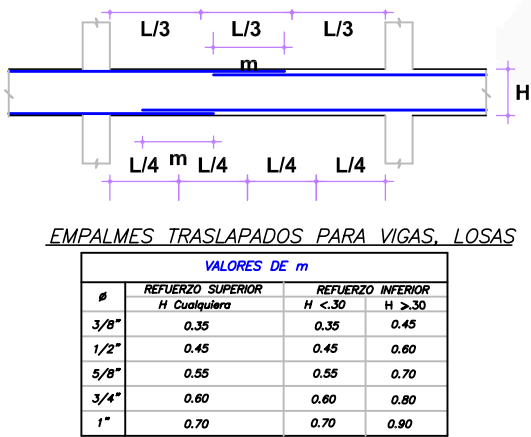 L/3 L/3 L/3
m
H
m
L/4 L/4 L/4 L/4
EMPALMES TRASLAPADOS PARA VIGAS, LOSAS
VALORES DE m
ø REFUERZO SUPERIOR REFUERZO INFERIOR
H Cualquiera H <.30 H >.30
3/8" 0.35 0.35 0.45
1/2" 0.45 0.45 0.60
5/8" 0.55 0.55 0.70
3/4" 0.60 0.60 0.80
1" 0.70 0.70 0.90